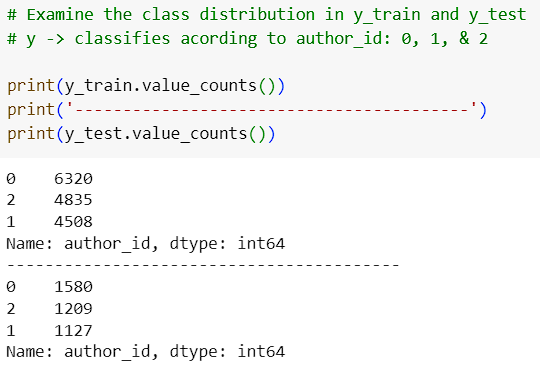 # Examine the class distribution in y_train and y_test
# y -> classifies acording to author_id: 0, 1, & 2
print(y_train.value_counts())
print('-----------------------------------------')
print(y_test.value_counts())
0    6320
2    4835
1    4508
Name: author_id, dtype: int64
-----------------------------------------
0    1580
2    1209
1    1127
Name: author_id, dtype: int64